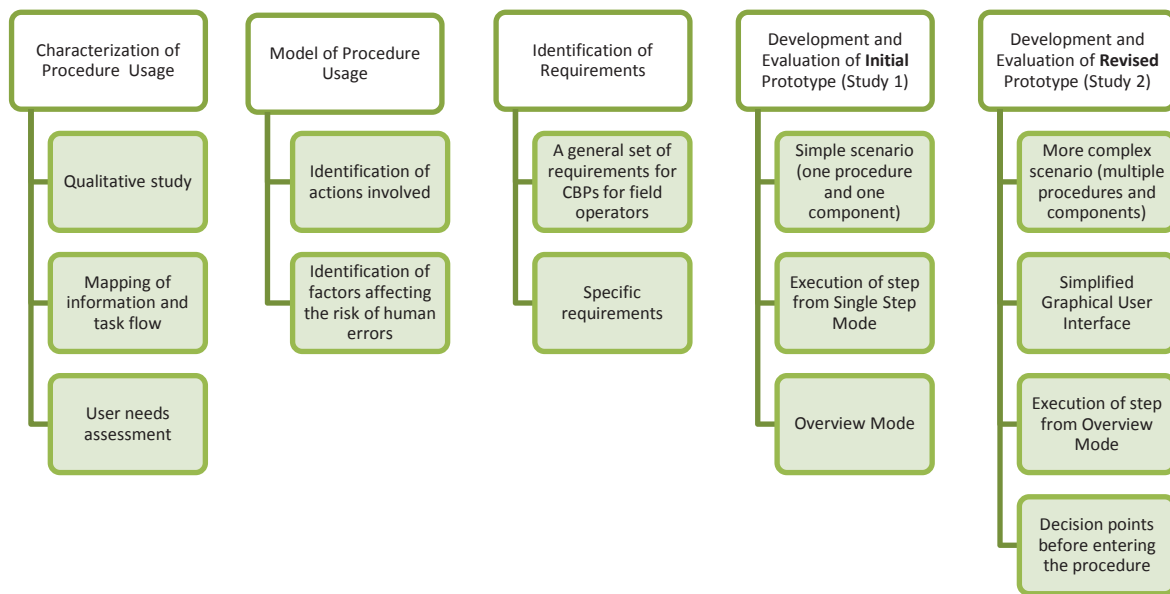 Characterization of
Procedure Usage
Qualitative study
Mapping of
information and
task flow
User needs
assessment
Model of Procedure
Usage
Identification of
actions involved
Identification of
factors affecting
the risk of human
errors
Identification of
Requirements
A general set of
requirements for
CBPs for field
operators
Specific
requirements
Development and
Evaluation of Initial
Prototype (Study 1)
Simple scenario
(one procedure
and one
component)
Execution of step
from Single Step
Mode
Overview Mode
Development and
Evaluation of Revised
Prototype (Study 2)
More complex
scenario (multiple
procedures and
components)
Simplified
Graphical User
Interface
Execution of step
from Overview
Mode
Decision points
before entering
the procedure